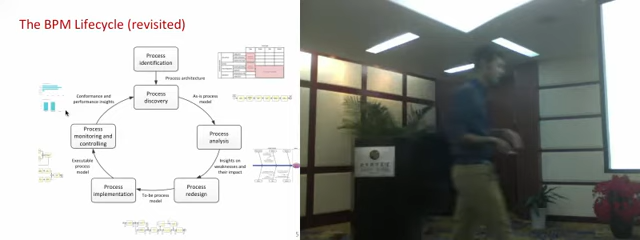 The BPM Lifecycle (revisited)
Process
identification
Process architecture
Process
discovery
Conformance and
performance insights
As-is process
model
Process
monitoring and
controlling
Process
analysis
Executable
process
model
Insights on
weaknesses and
their impact
Process
implementation
To-be process
model
Process
redesign